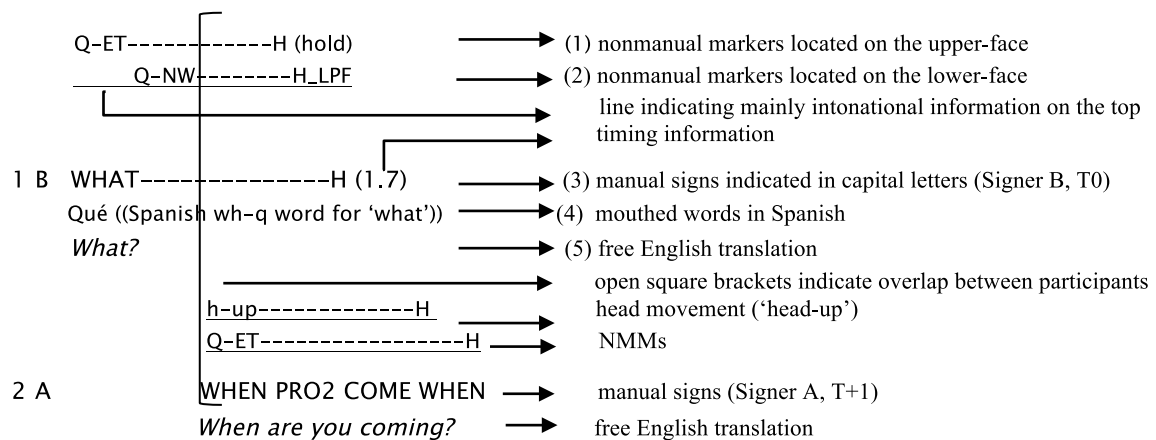 Q-ET--------------H (hold) (1) nonmanual markers located on the upper-face
Q-NW---------H_LPF (2) nonmanual markers located on the lower-face
line indicating mainly intonational information on the top
timing information
1 B WHAT------------------H (1.7) (3) manual signs indicated in capital letters (Signer B, T0)
Qué ((Spanish wh-q word for ‘what’)) (4) mouthed words in Spanish
What? (5) free English translation
open square brackets indicate overlap between participants
h-up---------------H head movement (‘head-up’)
Q-ET-------------------H NMMs
2 A WHEN PRO2 COME WHEN manual signs (Signer A, T+1)
When are you coming? free English translation